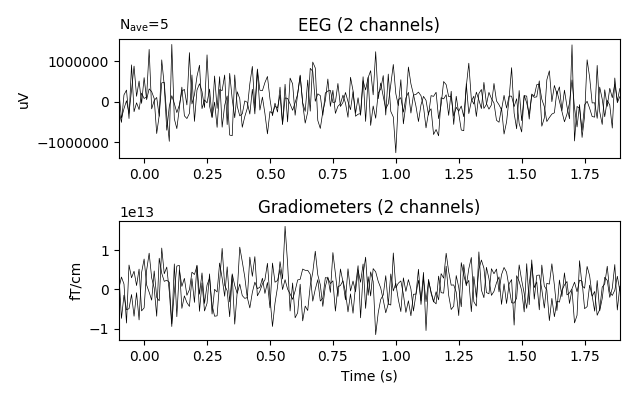 N_ave=5
EEG (2 channels)
uV
1000000
0
−1000000
0.00 0.25 0.50 0.75 1.00 1.25 1.50 1.75
1e13
Gradiometers (2 channels)
fT/cm
1
0
−1
0.00 0.25 0.50 0.75 1.00 1.25 1.50 1.75
Time (s)